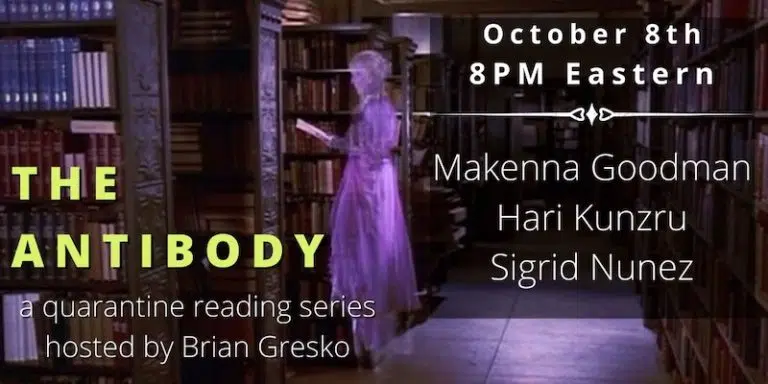 THE
ANTIBODY
a quarantine reading series
hosted by Brian Gresko
October 8th
8PM Eastern
Makenna Goodman
Hari Kunzru
Sigrid Nunez